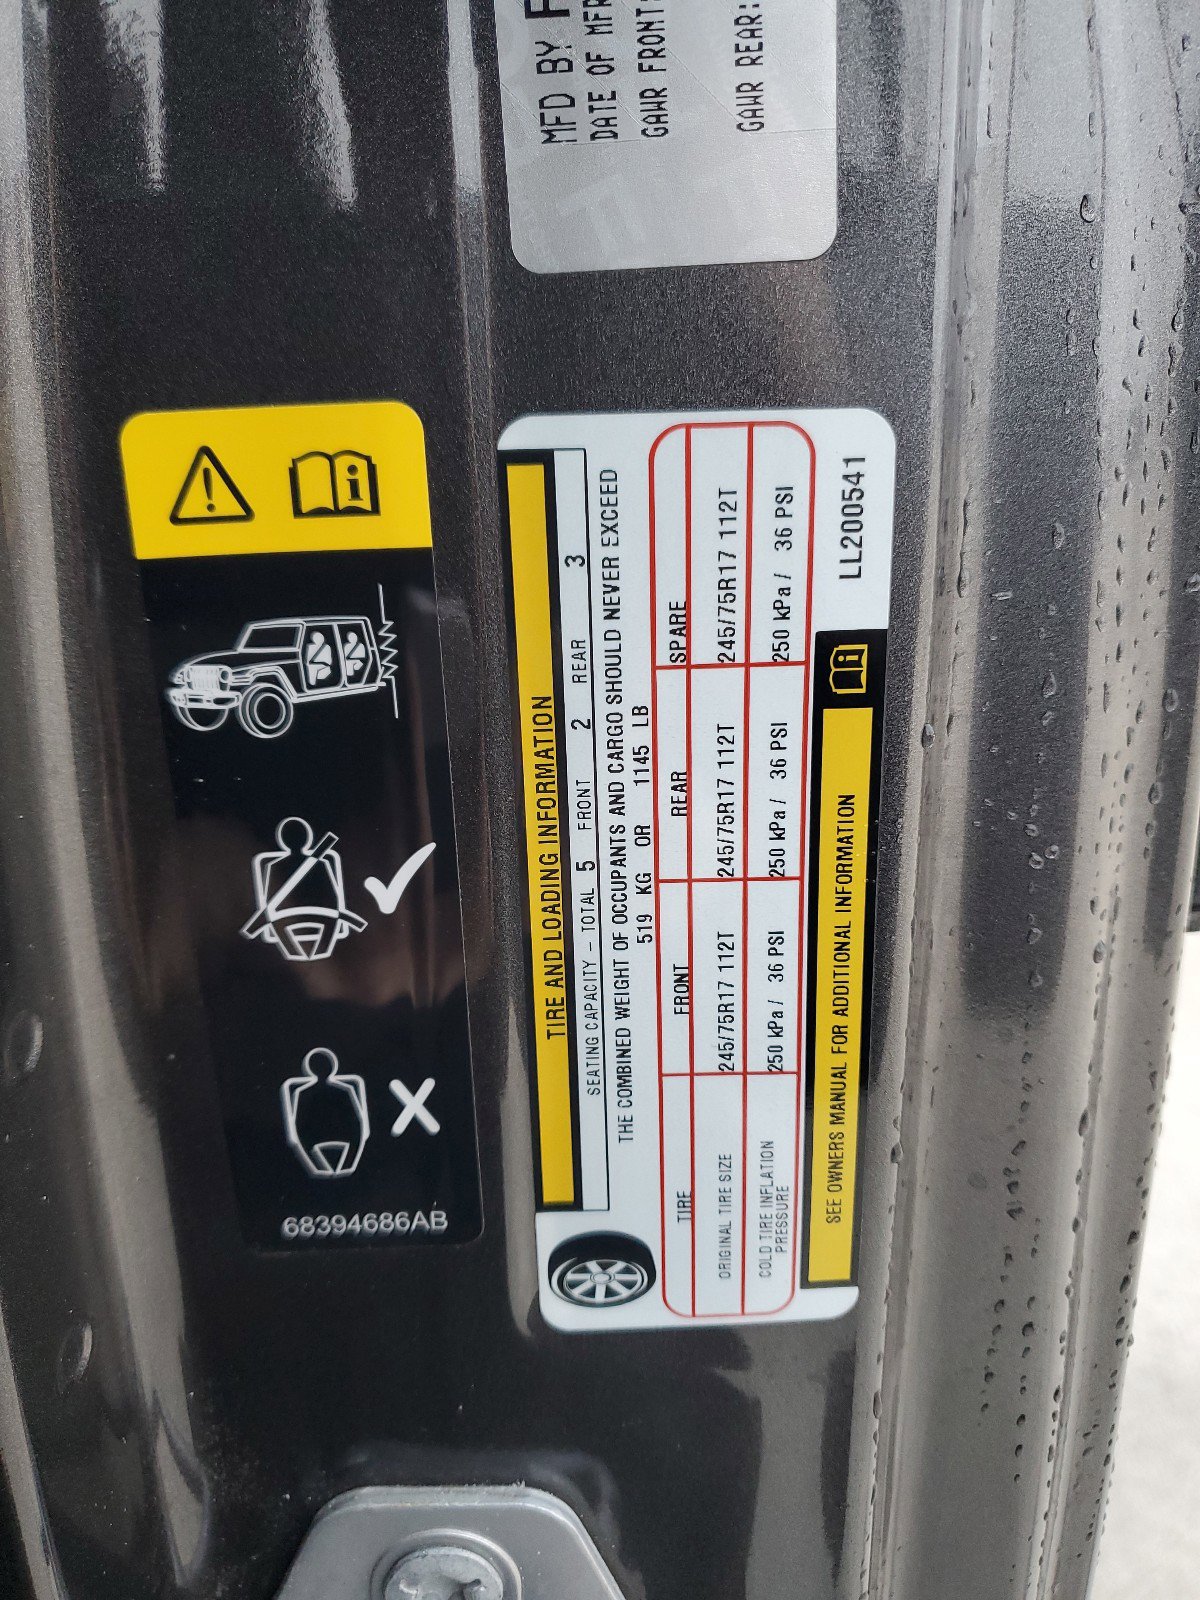 MFD BY
DATE OF MFR
GAWR FRONT:
GAWR REAR:
TIRE AND LOADING INFORMATION
SEATING CAPACITY - TOTAL 5 FRONT 2 REAR 3
THE COMBINED WEIGHT OF OCCUPANTS AND CARGO SHOULD NEVER EXCEED
519 KG OR 1145 LB
TIRE FRONT REAR SPARE
ORIGINAL TIRE SIZE 245/75R17 112T 245/75R17 112T 245/75R17 112T
COLD TIRE INFLATION
PRESSURE 250 kPa / 36 PSI 250 kPa / 36 PSI 250 kPa / 36 PSI
SEE OWNERS MANUAL FOR ADDITIONAL INFORMATION
LL200541
68394686AB